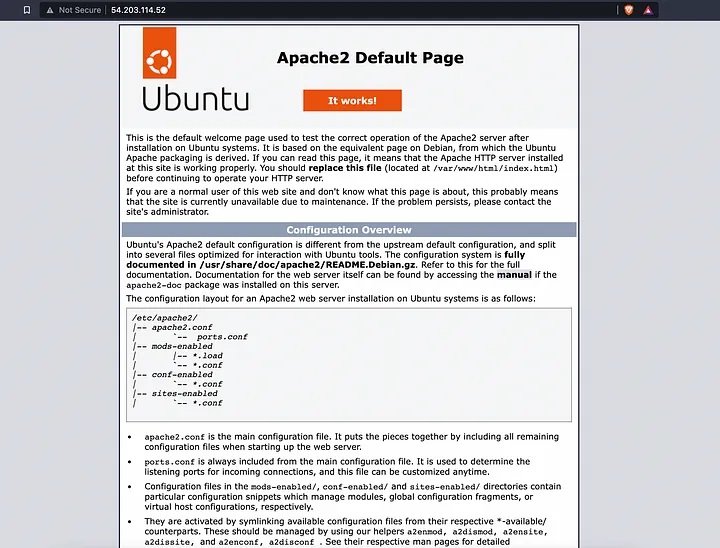 Not Secure | 54.203.114.52
Apache2 Default Page
Ubuntu
It works!
This is the default welcome page used to test the correct operation of the Apache2 server after
installation on Ubuntu systems. It is based on the equivalent page on Debian, from which the Ubuntu
Apache packaging is derived. If you can read this page, it means that the Apache HTTP server installed
at this site is working properly. You should replace this file (located at /var/www/html/index.html)
before continuing to operate your HTTP server.
If you are a normal user of this web site and don't know what this page is about, this probably means
that the site is currently unavailable due to maintenance. If the problem persists, please contact the
site's administrator.
Configuration Overview
Ubuntu's Apache2 default configuration is different from the upstream default configuration, and split
into several files optimized for interaction with Ubuntu tools. The configuration system is fully
documented in /usr/share/doc/apache2/README.Debian.gz. Refer to this for the full
documentation. Documentation for the web server itself can be found by accessing the manual if the
apache2-doc package was installed on this server.
The configuration layout for an Apache2 web server installation on Ubuntu systems is as follows:
/etc/apache2/
|-- apache2.conf
|       `--  ports.conf
|-- mods-enabled
|       |-- *.load
|       `-- *.conf
|-- conf-enabled
|       `-- *.conf
|-- sites-enabled
|       `-- *.conf
• apache2.conf is the main configuration file. It puts the pieces together by including all remaining
configuration files when starting up the web server.
• ports.conf is always included from the main configuration file. It is used to determine the
listening ports for incoming connections, and this file can be customized anytime.
• Configuration files in the mods-enabled/, conf-enabled/ and sites-enabled/ directories contain
particular configuration snippets which manage modules, global configuration fragments, or
virtual host configurations, respectively.
• They are activated by symlinking available configuration files from their respective *-available/
counterparts. These should be managed by using our helpers a2enmod, a2dismod, a2ensite,
a2dissite, and a2enconf, a2disconf . See their respective man pages for detailed